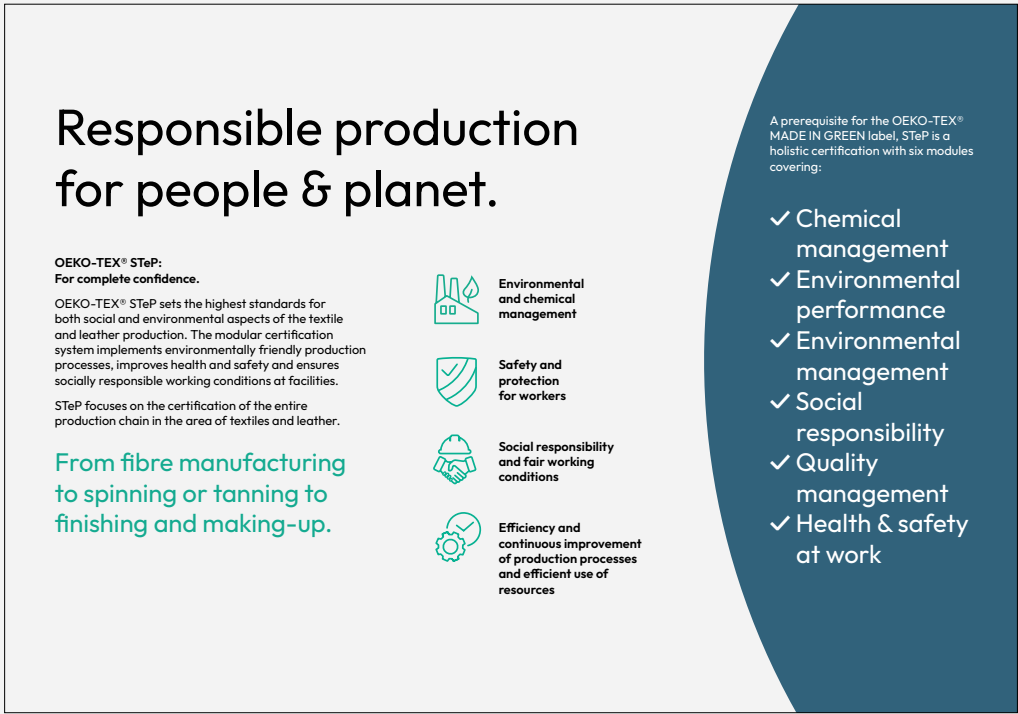 Responsible production
for people & planet.
OEKO-TEX® STeP:
For complete confidence.
OEKO-TEX® STeP sets the highest standards for
both social and environmental aspects of the textile
and leather production. The modular certification
system implements environmentally friendly production
processes, improves health and safety and ensures
socially responsible working conditions at facilities.
STeP focuses on the certification of the entire
production chain in the area of textiles and leather.
From fibre manufacturing
to spinning or tanning to
finishing and making-up.
Environmental
and chemical
management
Safety and
protection
for workers
Social responsibility
and fair working
conditions
Efficiency and
continuous improvement
of production processes
and efficient use of
resources
A prerequisite for the OEKO-TEX®
MADE IN GREEN label, STeP is a
holistic certification with six modules
covering:
Chemical
management
Environmental
performance
Environmental
management
Social
responsibility
Quality
management
Health & safety
at work